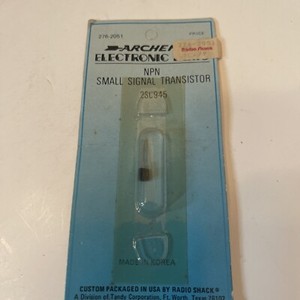 276-2051
ARCHER
ELECTRONIC
NPN
SMALL SIGNAL TRANSISTOR
2SC945
MADE IN KOREA
CUSTOM PACKAGED IN USA BY RADIO SHACK
A Division of Tandy Corporation, Ft. Worth, Texas 76102